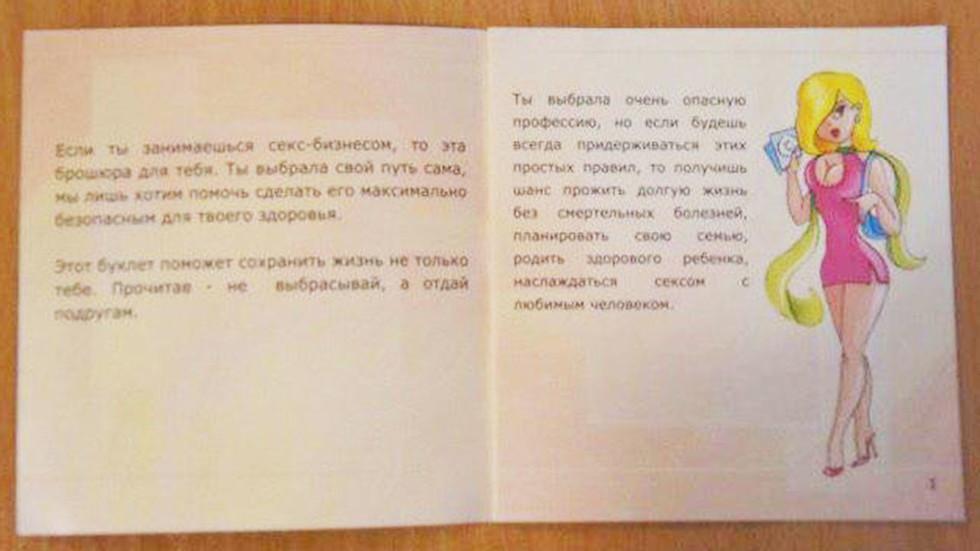 Если ты занимаешься секс-бизнесом, то эта
брошюра для тебя. Ты выбрала свой путь сама,
мы лишь хотим помочь сделать его максимально
безопасным для твоего здоровья.
Этот буклет поможет сохранить жизнь не только
тебе. Прочитав - не выбрасывай, а отдай
подругам.
Ты выбрала очень опасную
профессию, но если будешь
всегда придерживаться этих
простых правил, то получишь
шанс прожить долгую жизнь
без смертельных болезней,
планировать свою семью,
родить здорового ребенка,
наслаждаться сексом с
любимым человеком.
1